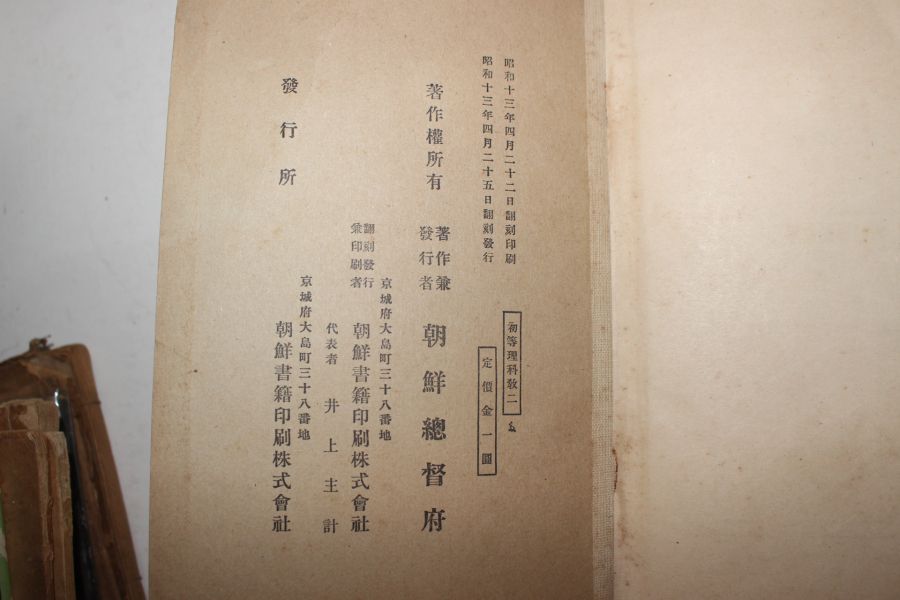 昭和十三年四月二十二日翻刻印刷
昭和十三年四月二十五日翻刻發行
初等理科敎二
定價金一圓
著作權所有
著作兼
發行者
朝鮮總督府
京城府大島町三十八番地
翻刻發行
兼印刷者
朝鮮書籍印刷株式會社
代表者 井上主計
京城府大島町三十八番地
發行所
朝鮮書籍印刷株式會社